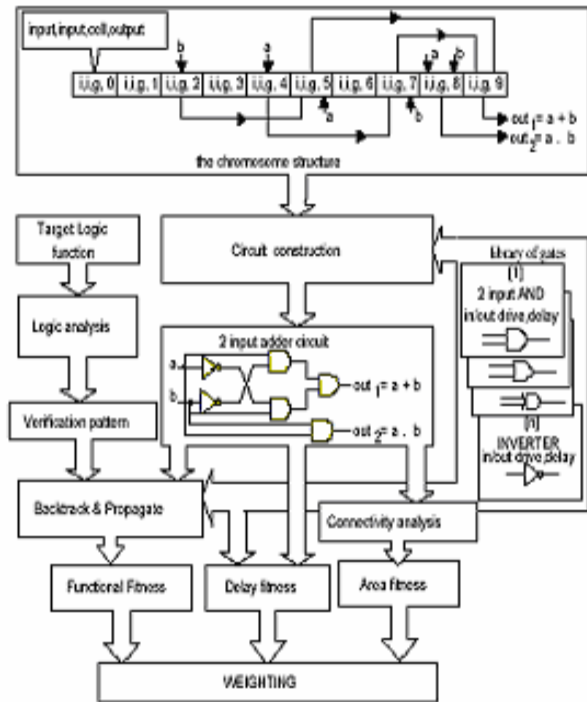 input,input,cell,output
b
a
a
b
i,i,g, 0
i,i,g, 1
i,i,g, 2
i,i,g, 3
i,i,g, 4
i,i,g, 5
i,i,g, 6
i,i,g, 7
i,i,g, 8
i,i,g, 9
a
b
out 1 = a + b
out 2 = a . b
the chromosome structure
Target Logic
function
Circuit construction
library of gates
[1]
2 input AND
in/out drive,delay
Logic analysis
2 input adder circuit
a
b
out 1 = a + b
out 2 = a . b
Verification pattern
[n]
INVERTER
in/out drive,delay
Backtrack & Propagate
Connectivity analysis
Functional Fitness
Delay fitness
Area fitness
WEIGHTING